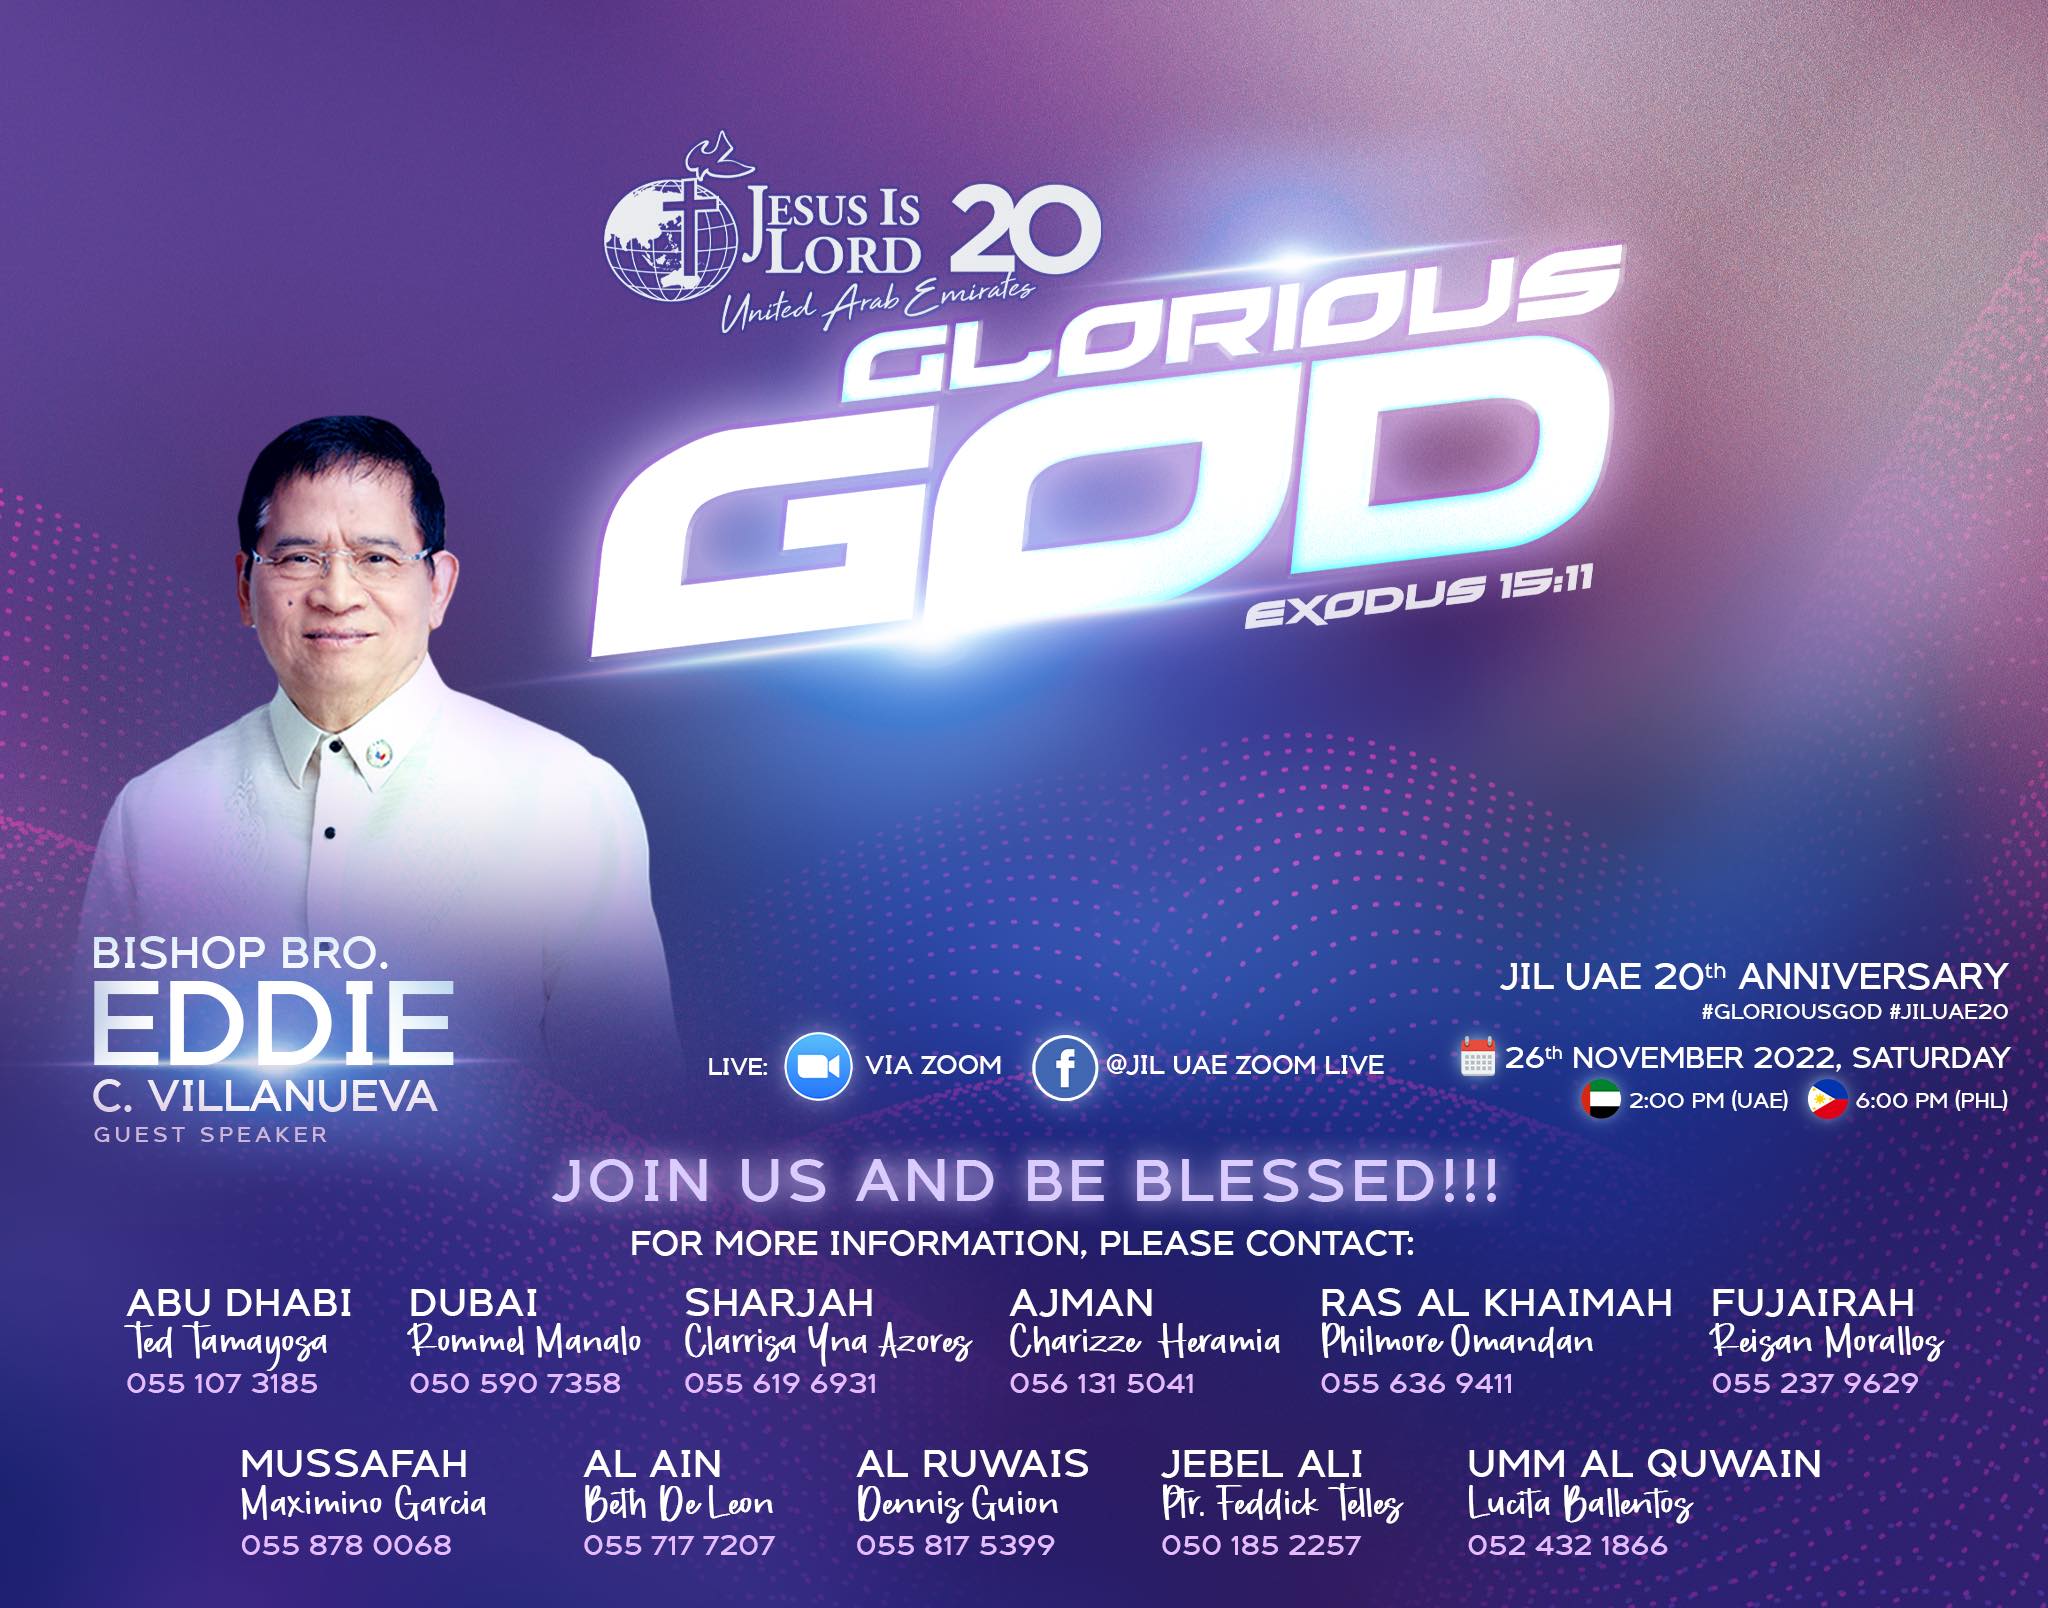 JESUS IS
LORD
20
United Arab Emirates
GLORIOUS
GOD
EXODUS 15:11
BISHOP BRO.
EDDIE
C. VILLANUEVA
GUEST SPEAKER
LIVE: VIA ZOOM f @JIL UAE ZOOM LIVE
JIL UAE 20th ANNIVERSARY
#GLORIOUSGOD #JILUAE20
26th NOVEMBER 2022, SATURDAY
2:00 PM (UAE) 6:00 PM (PHL)
JOIN US AND BE BLESSED!!!
FOR MORE INFORMATION, PLEASE CONTACT:
ABU DHABI
Ted Tamayosa
055 107 3185
DUBAI
Rommel Manalo
050 590 7358
SHARJAH
Clarrisa Yna Azores
055 619 6931
AJMAN
Charizze Heramia
056 131 5041
RAS AL KHAIMAH
Philmore Omandan
055 636 9411
FUJAIRAH
Reisan Morallos
055 237 9629
MUSSAFAH
Maximino Garcia
055 878 0068
AL AIN
Beth De Leon
055 717 7207
AL RUWAIS
Dennis Guion
055 817 5399
JEBEL ALI
Ptr. Feddick Telles
050 185 2257
UMM AL QUWAIN
Lucita Ballentos
052 432 1866